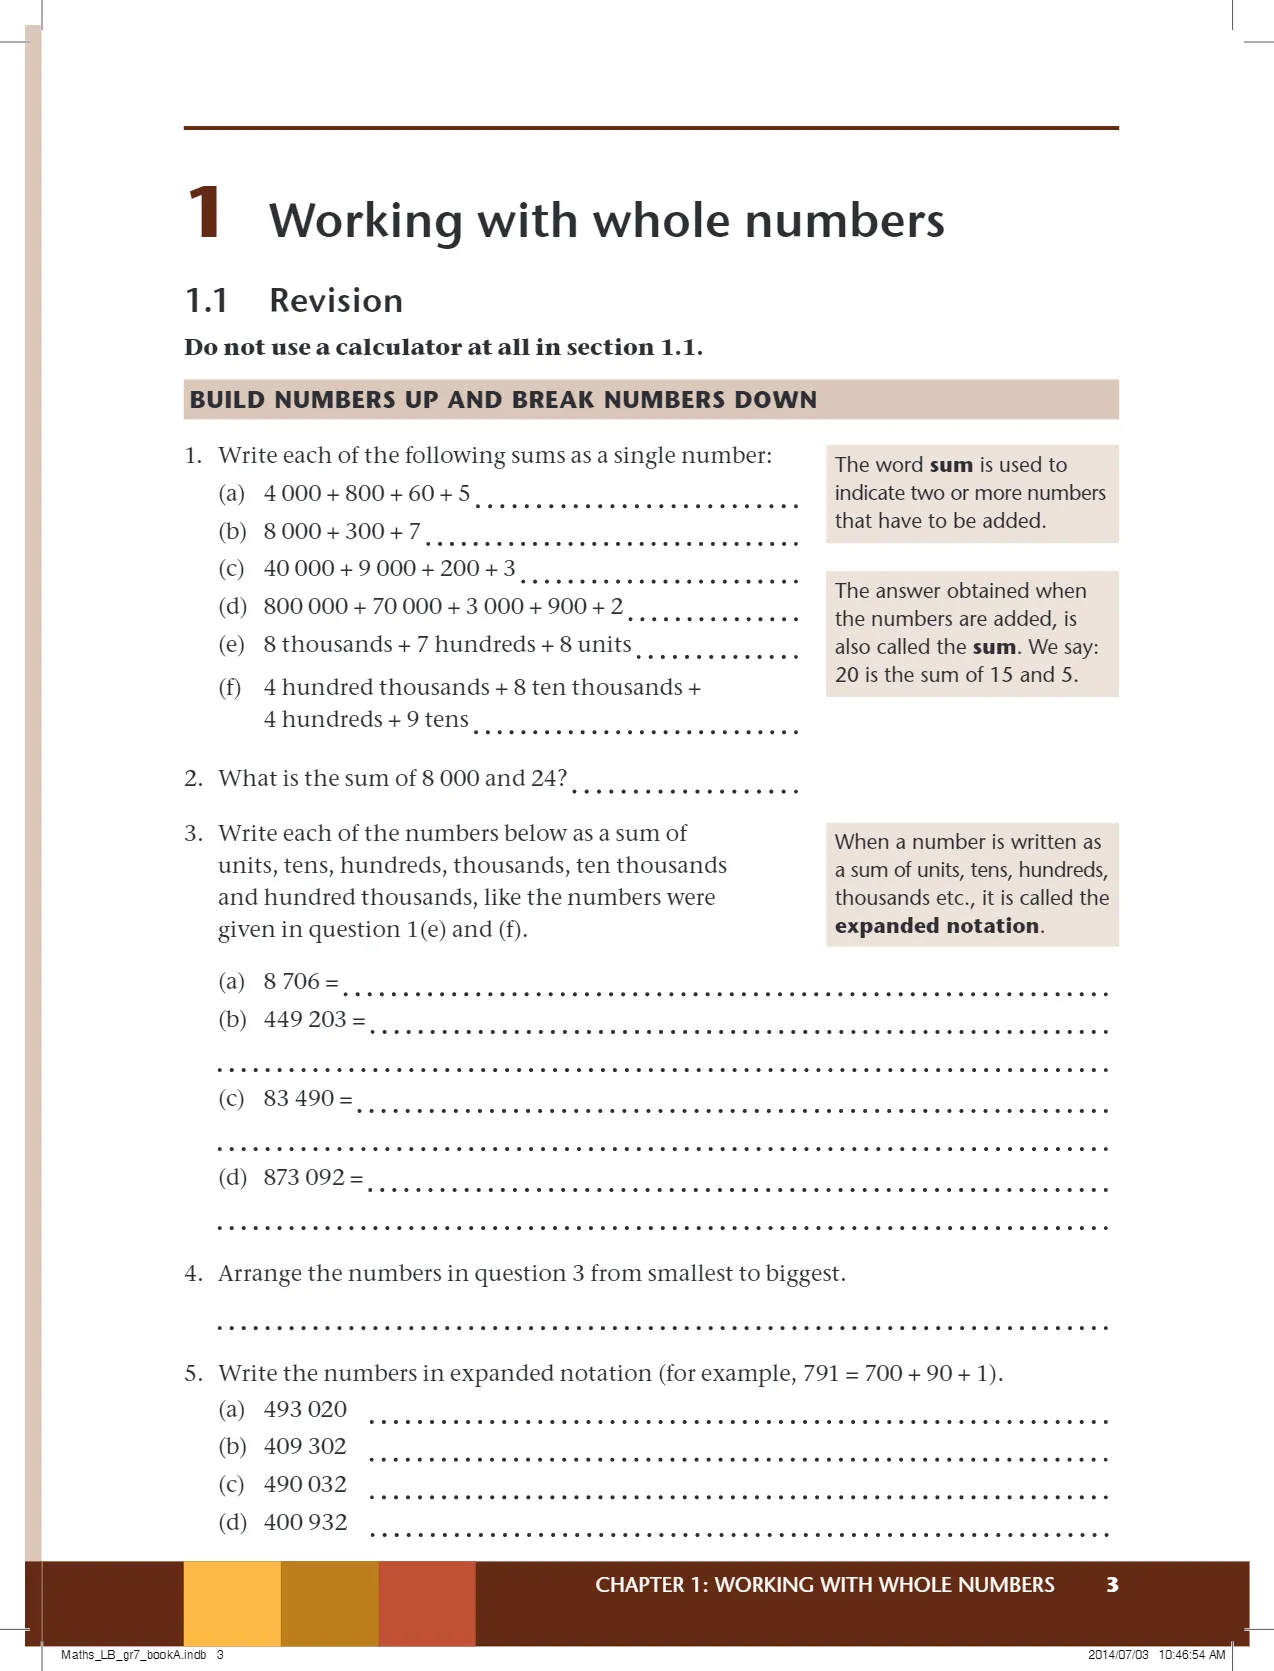 1 Working with whole numbers
1.1 Revision
Do not use a calculator at all in section 1.1.
BUILD NUMBERS UP AND BREAK NUMBERS DOWN
1. Write each of the following sums as a single number:
(a) 4 000 + 800 + 60 + 5
(b) 8 000 + 300 + 7
(c) 40 000 + 9 000 + 200 + 3
(d) 800 000 + 70 000 + 3 000 + 900 + 2
(e) 8 thousands + 7 hundreds + 8 units
(f) 4 hundred thousands + 8 ten thousands +
4 hundreds + 9 tens
The word sum is used to
indicate two or more numbers
that have to be added.
The answer obtained when
the numbers are added, is
also called the sum. We say:
20 is the sum of 15 and 5.
2. What is the sum of 8 000 and 24?
3. Write each of the numbers below as a sum of
units, tens, hundreds, thousands, ten thousands
and hundred thousands, like the numbers were
given in question 1(e) and (f).
When a number is written as
a sum of units, tens, hundreds,
thousands etc., it is called the
expanded notation.
(a) 8 706 =
(b) 449 203 =
(c) 83 490 =
(d) 873 092 =
4. Arrange the numbers in question 3 from smallest to biggest.
5. Write the numbers in expanded notation (for example, 791 = 700 + 90 + 1).
(a) 493 020
(b) 409 302
(c) 490 032
(d) 400 932
CHAPTER 1: WORKING WITH WHOLE NUMBERS 3
Maths_LB_gr7_bookA.indb 3
2014/07/03 10:46:54 AM